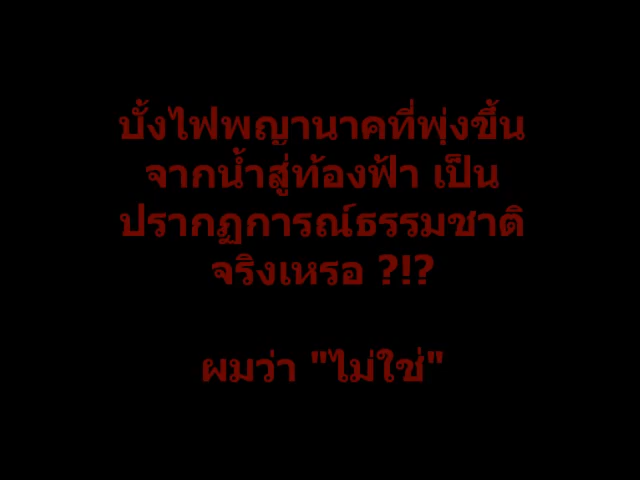 บั้งไฟพญานาคที่พุ่งขึ้น
จากน้ำสู่ท้องฟ้า เป็น
ปรากฏการณ์ธรรมชาติ
จริงเหรอ ?!?
ผมว่า "ไม่ใช่"